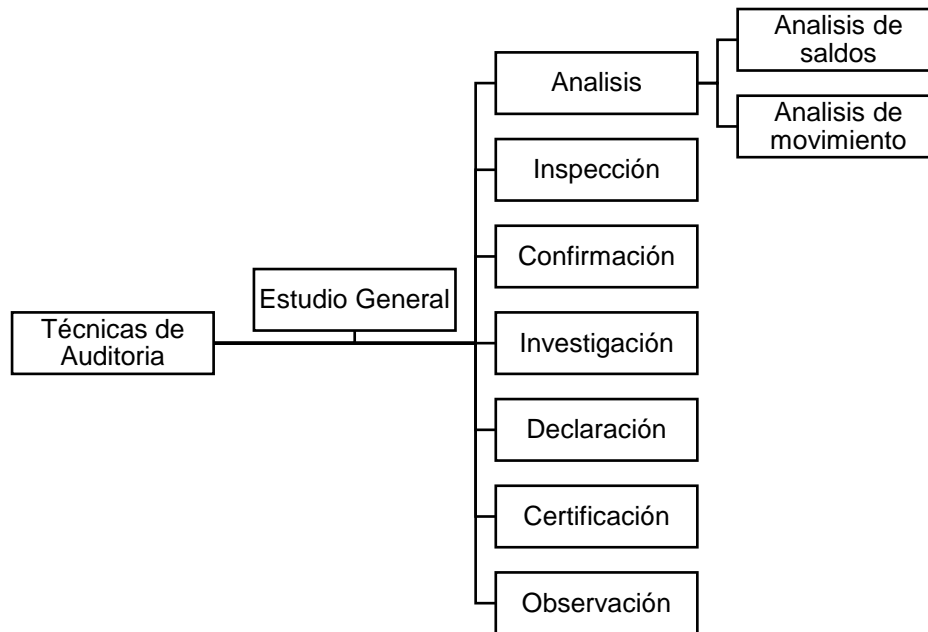 Técnicas de
Auditoria
Estudio General
Analisis
Analisis de
saldos
Analisis de
movimiento
Inspección
Confirmación
Investigación
Declaración
Certificación
Observación